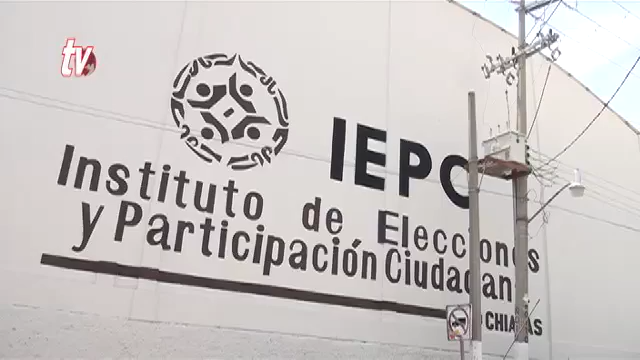 tv
IEPC
Instituto de Elecciones
y Participación Ciudadana
CHIAPAS